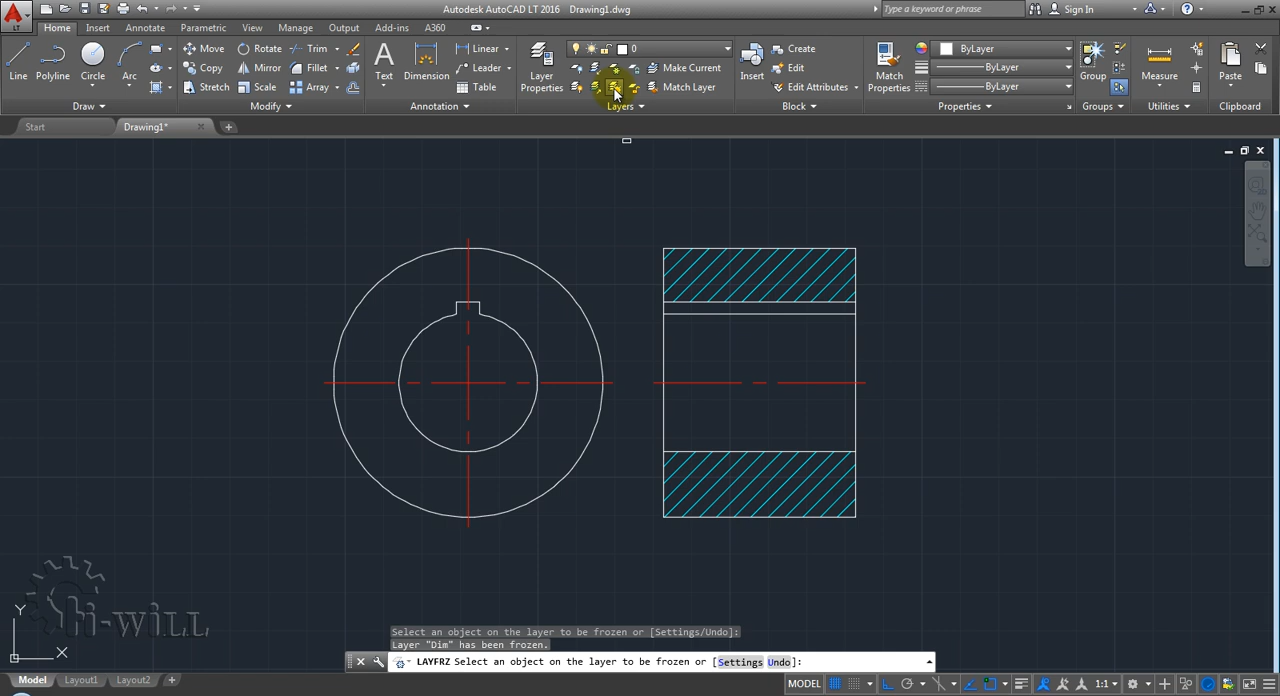 Autodesk AutoCAD LT 2016 Drawing1.dwg
Type a keyword or phrase
Sign In
LT
Home Insert Annotate Parametric View Manage Output Add-ins A360
Line Polyline Circle Arc
Move Rotate Trim
Copy Mirror Fillet
Stretch Scale Array
Text Dimension
Linear
Leader
Table
Layer Properties
0
Make Current
Match Layer
Insert
Create
Edit
Edit Attributes
Match Properties
ByLayer
ByLayer
ByLayer
Group
Measure
Paste
Draw Modify Annotation Layers Block Properties Groups Utilities Clipboard
Start Drawing1*
hi-will
Y
X
Select an object on the layer to be frozen or [Settings/Undo]:
Layer "Dim" has been frozen.
LAYFRZ Select an object on the layer to be frozen or [Settings Undo]:
Model Layout1 Layout2 +
MODEL 1:1